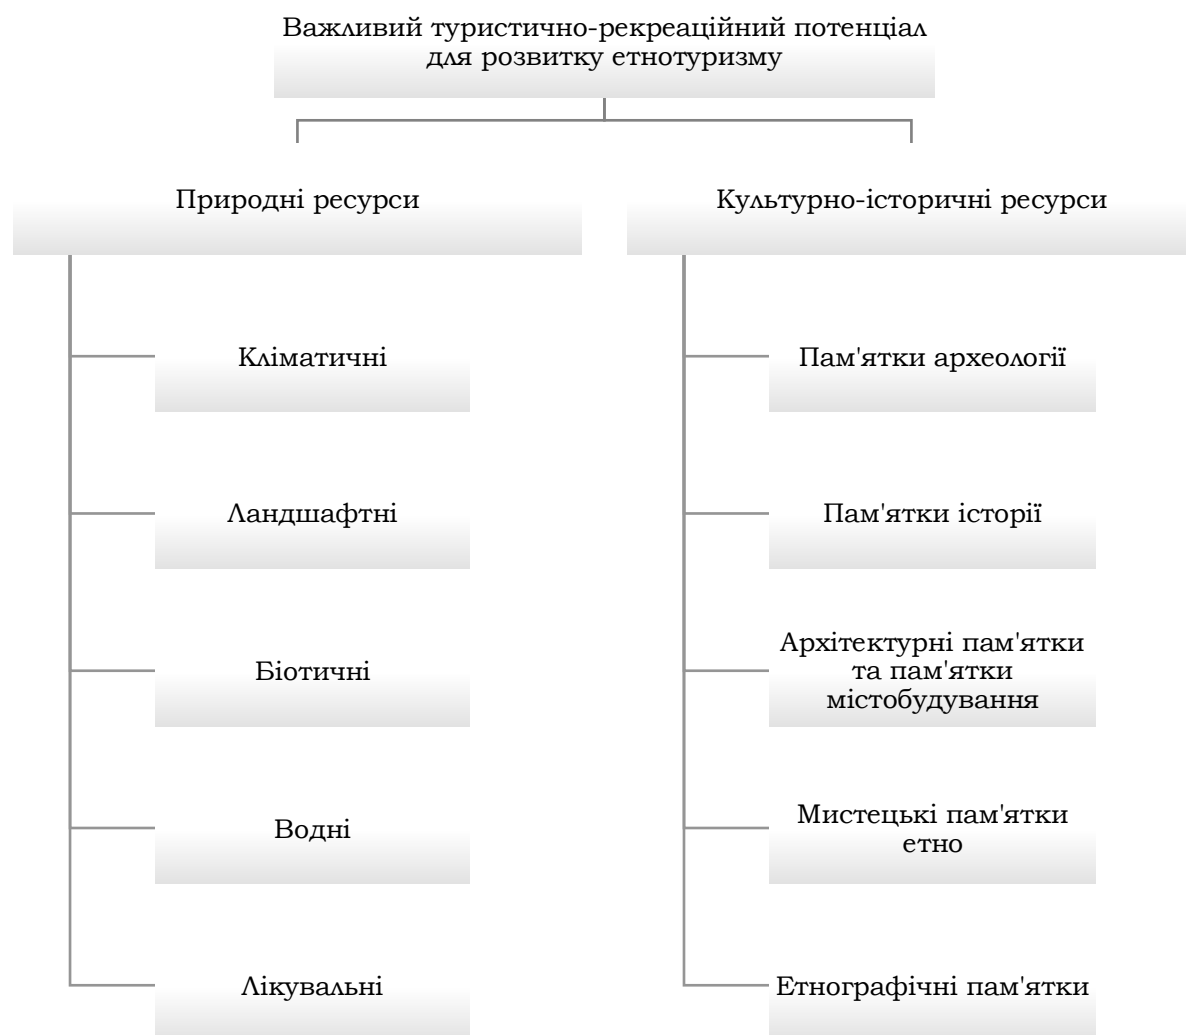 Важливий туристично-рекреаційний потенціал
для розвитку етнотуризму
Природні ресурси
Кліматичні
Ландшафтні
Біотичні
Водні
Лікувальні
Культурно-історичні ресурси
Пам'ятки археології
Пам'ятки історії
Архітектурні пам'ятки
та пам'ятки
містобудування
Мистецькі пам'ятки
етно
Етнографічні пам'ятки